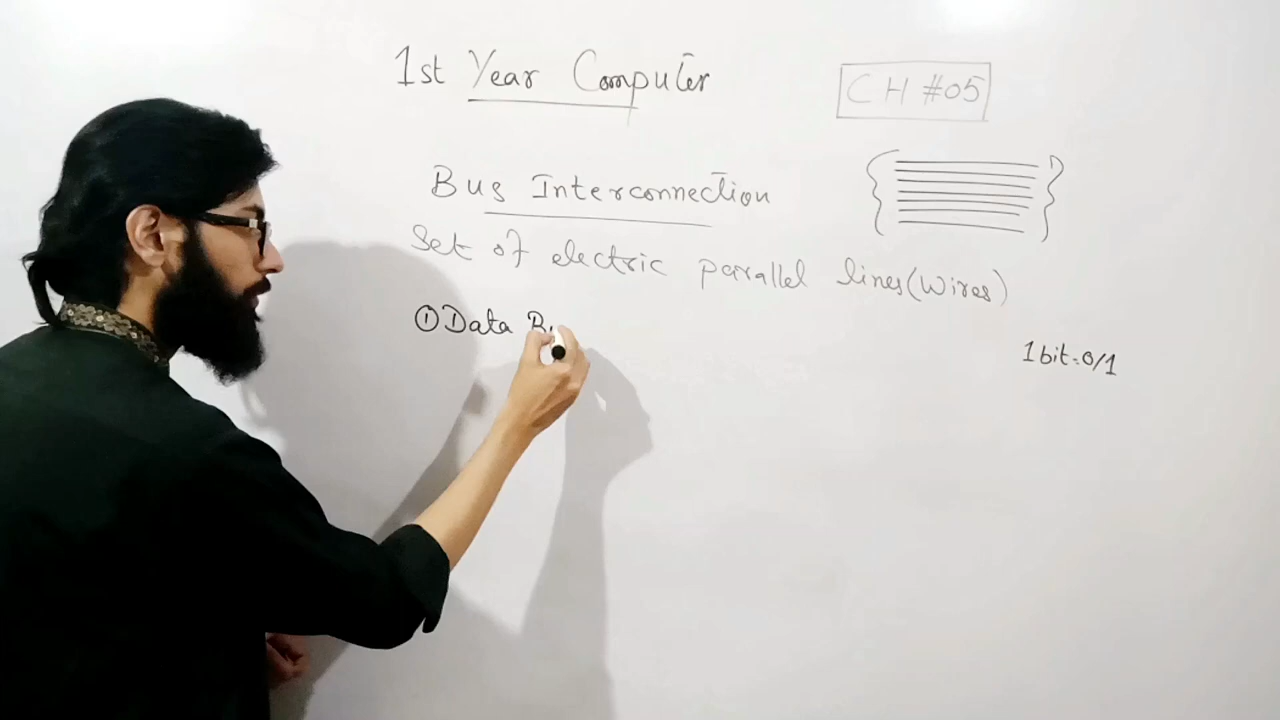 1st Year Computer
CH #05
Bus Interconnection
Set of electric parallel lines(wires)
① Data
1bit:0/1